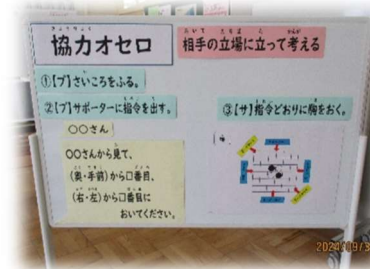 協力オセロ
相手の立場に立って考える
①【プ】さいころをふる。
②【プ】サポーターに指令を出す。
○○さん
○○さんから見て、
(奥・手前)から□番目、
(右・左)から□番目に
おいてください。
③【サ】指令どおりに駒をおく。